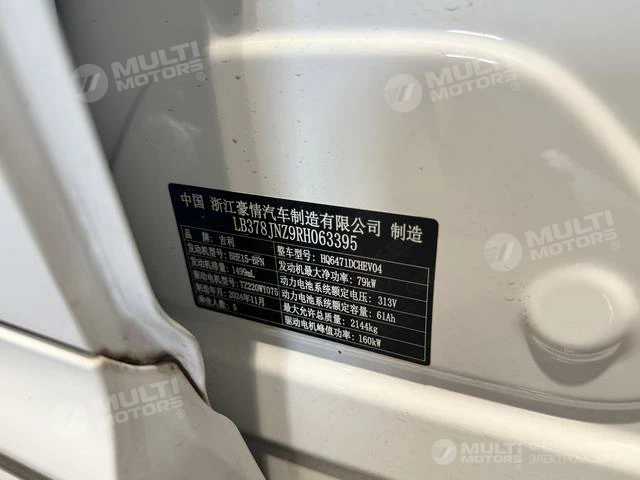 中国 浙江豪情汽车制造有限公司 制造
LB378JNZ9RH063395
品牌：吉利 整车型号：HQ6471DCHEV04
发动机型号：BHE15-BFN 发动机最大净功率：79kW
发动机排量：1499mL 动力电池系统额定电压：313V
驱动电机型号：TZ220WY075 动力电池系统额定容量：61Ah
制造年月：2024年11月 最大允许总质量：2144kg
乘坐人数：5 驱动电机峰值功率：160kW
MULTI MOTORS
MULTI MOTORS
MULTI MOTORS
MULTI MOTORS
MULTI MOTORS